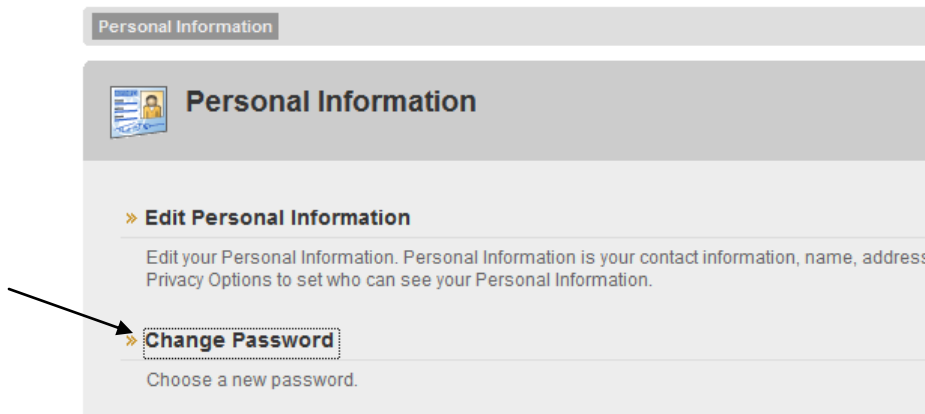 Personal Information
Personal Information
» Edit Personal Information
Edit your Personal Information. Personal Information is your contact information, name, address
Privacy Options to set who can see your Personal Information.
» Change Password
Choose a new password.